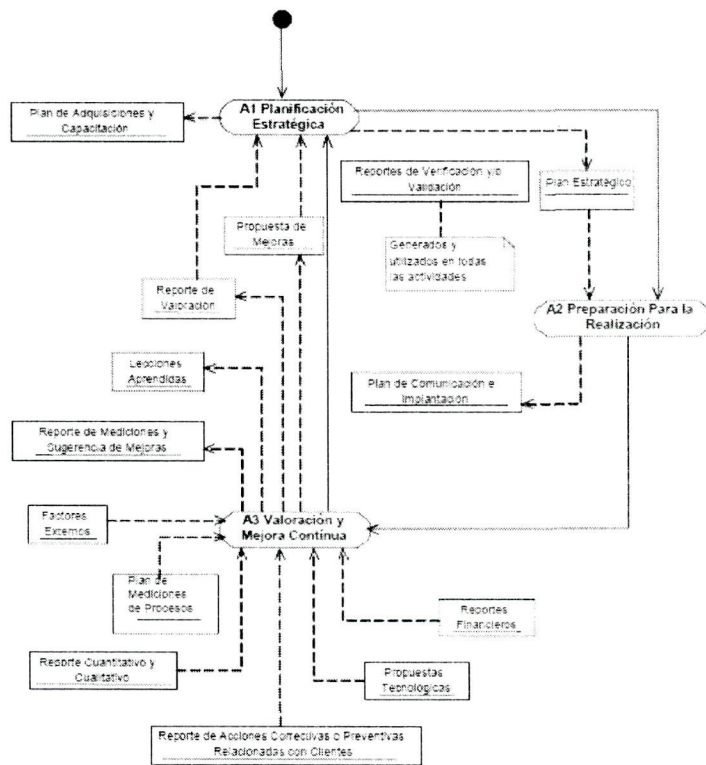 A1 Planificación
Estratégica
Plan de Adquisiciones y
Capacitación
Reportes de Verificación y/o
Validación
Plan Estratégico
Propuesta de
Mejoras
Generados y
utilizados en todas
las actividades
Reporte de
Valoración
A2 Preparación Para la
Realización
Lecciones
Aprendidas
Plan de Comunicación e
Implantación
Reporte de Mediciones y
Sugerencia de Mejoras
Factores
Externos
A3 Valoración y
Mejora Continua
Plan de
Mediciones
de Procesos
Reportes
Financieros
Reporte Cuantitativo y
Cualitativo
Propuestas
Tecnológicas
Reporte de Acciones Correctivas o Preventivas
Relacionadas con Clientes